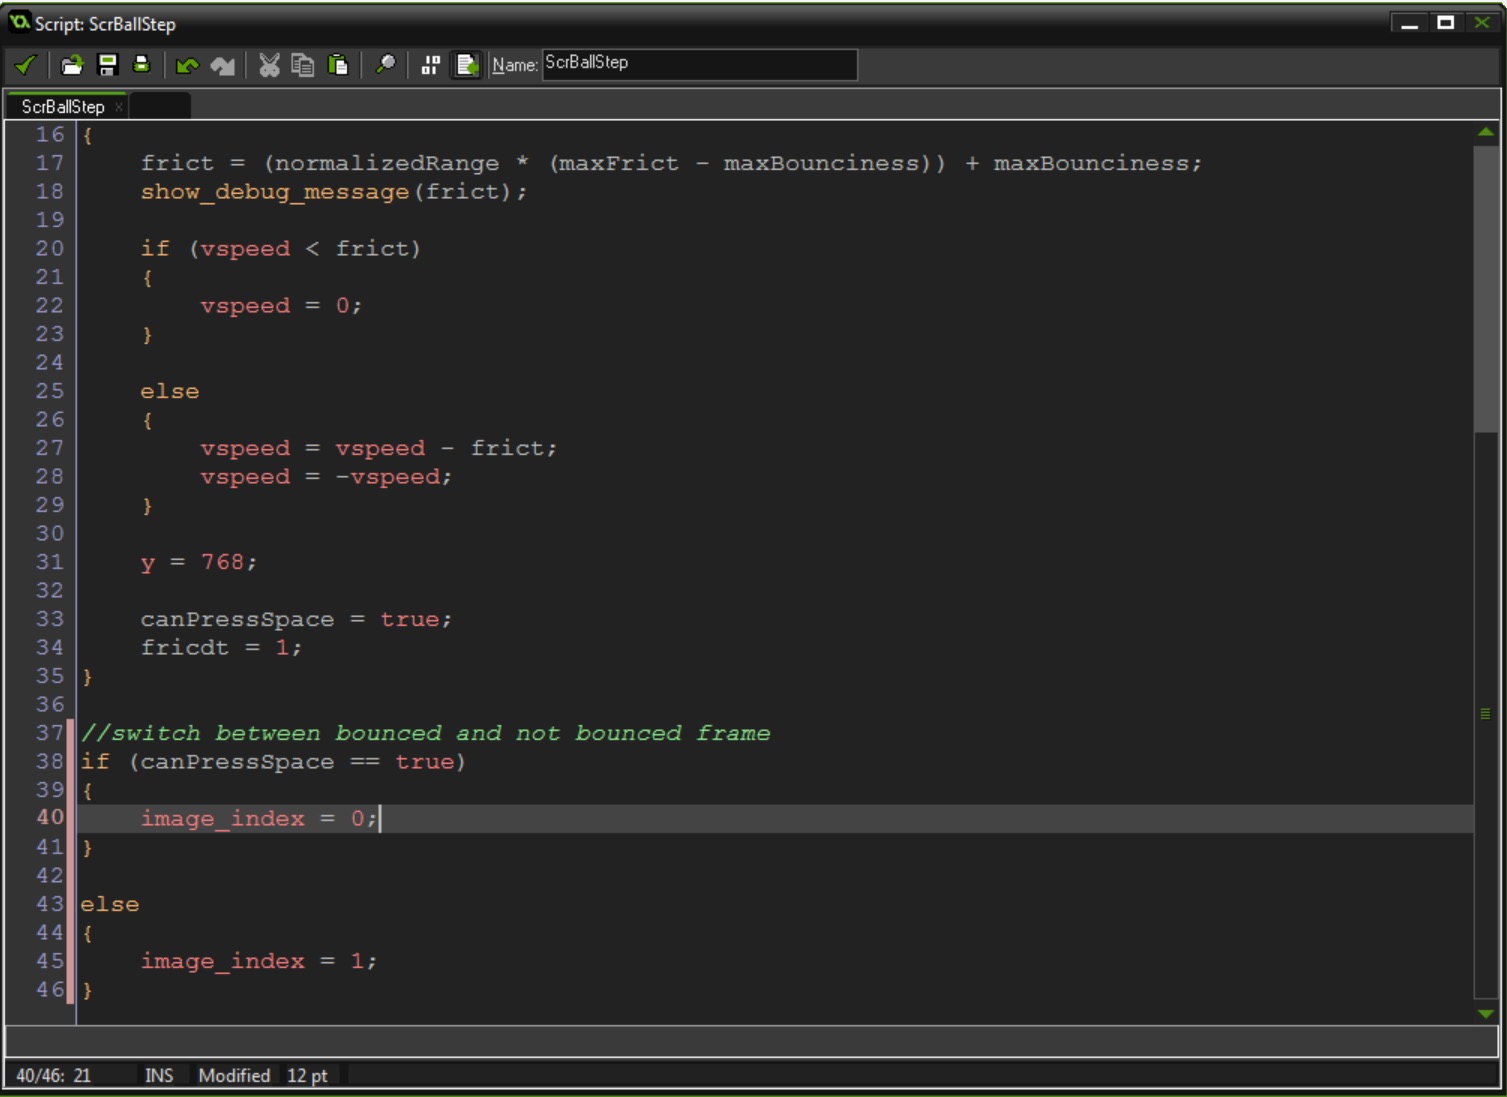 Script: ScrBallStep
Name: ScrBallStep
ScrBallStep
16 {
17 frict = (normalizedRange * (maxFrict - maxBounciness)) + maxBounciness;
18 show_debug_message(frict);
19
20 if (vspeed < frict)
21 {
22 vspeed = 0;
23 }
24
25 else
26 {
27 vspeed = vspeed - frict;
28 vspeed = -vspeed;
29 }
30
31 y = 768;
32
33 canPressSpace = true;
34 fricdt = 1;
35 }
36
37 //switch between bounced and not bounced frame
38 if (canPressSpace == true)
39 {
40 image_index = 0;
41 }
42
43 else
44 {
45 image_index = 1;
46 }
40/46: 21 INS Modified 12 pt